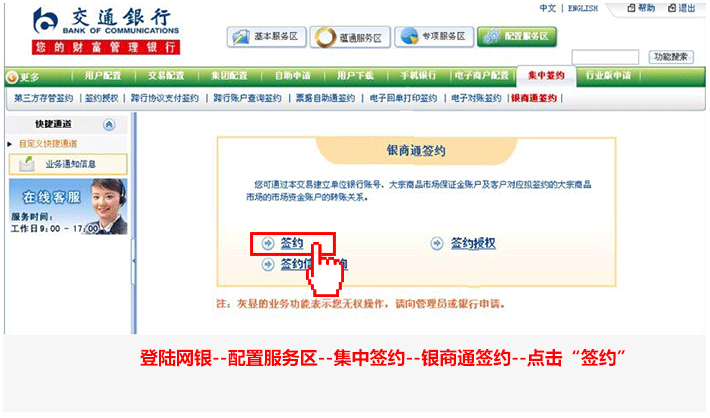 中文 | ENGLISH 帮助 退出
交通銀行
BANK OF COMMUNICATIONS
您的财富管理银行
基本服务区 蕴通服务区 专项服务区 配置服务区
功能搜索
更多 用户配置 交易配置 集团配置 自助申请 用户下载 手机银行 电子商户配置 集中签约 行业版申请
第三方存管签约 | 签约授权 | 跨行协议支付签约 | 跨行账户查询签约 | 票据自助通签约 | 电子回单打印签约 | 电子对账签约 | 银商通签约 |
快捷通道
自定义快捷通道
业务通知信息
在线客服
服务时间:
工作日9:00 - 17:00
银商通签约
您可通过本交易建立单位银行账号、大宗商品市场保证金账户及客户对应拟签约的大宗商品
市场的市场资金账户的转账关系。
签约 签约授权
签约信 询
注：灰显的业务功能表示您无权操作，请向管理员或银行申请。
登陆网银--配置服务区--集中签约--银商通签约--点击“签约”